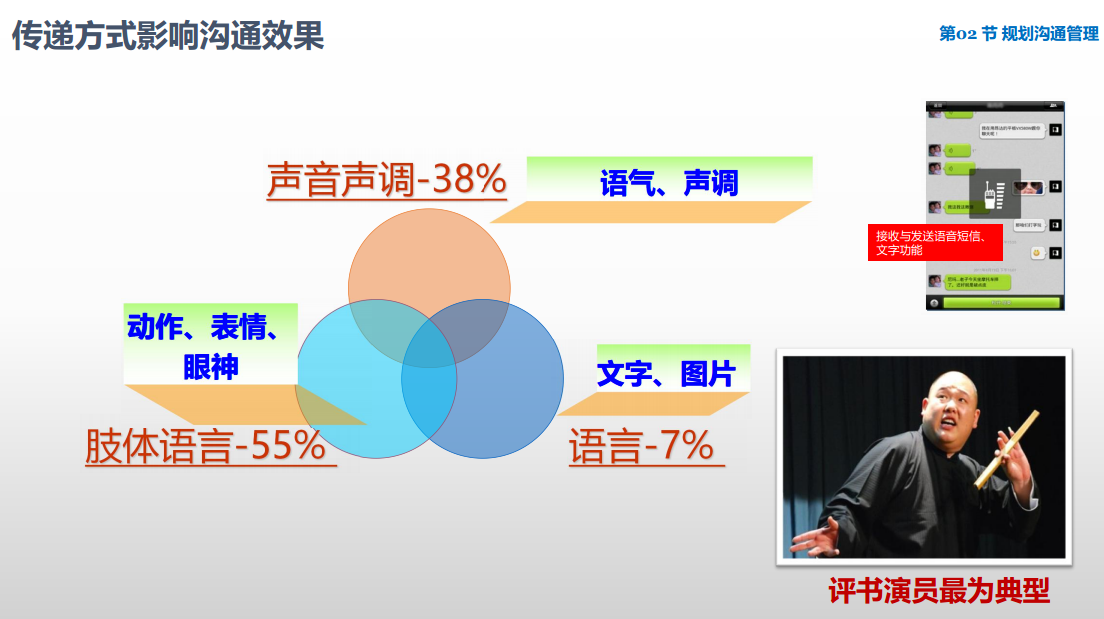 传递方式影响沟通效果
第02 节 规划沟通管理
声音声调-38%
语气、声调
接收与发送语音短信、
文字功能
动作、表情、
眼神
文字、图片
肢体语言-55%
语言-7%
评书演员最为典型